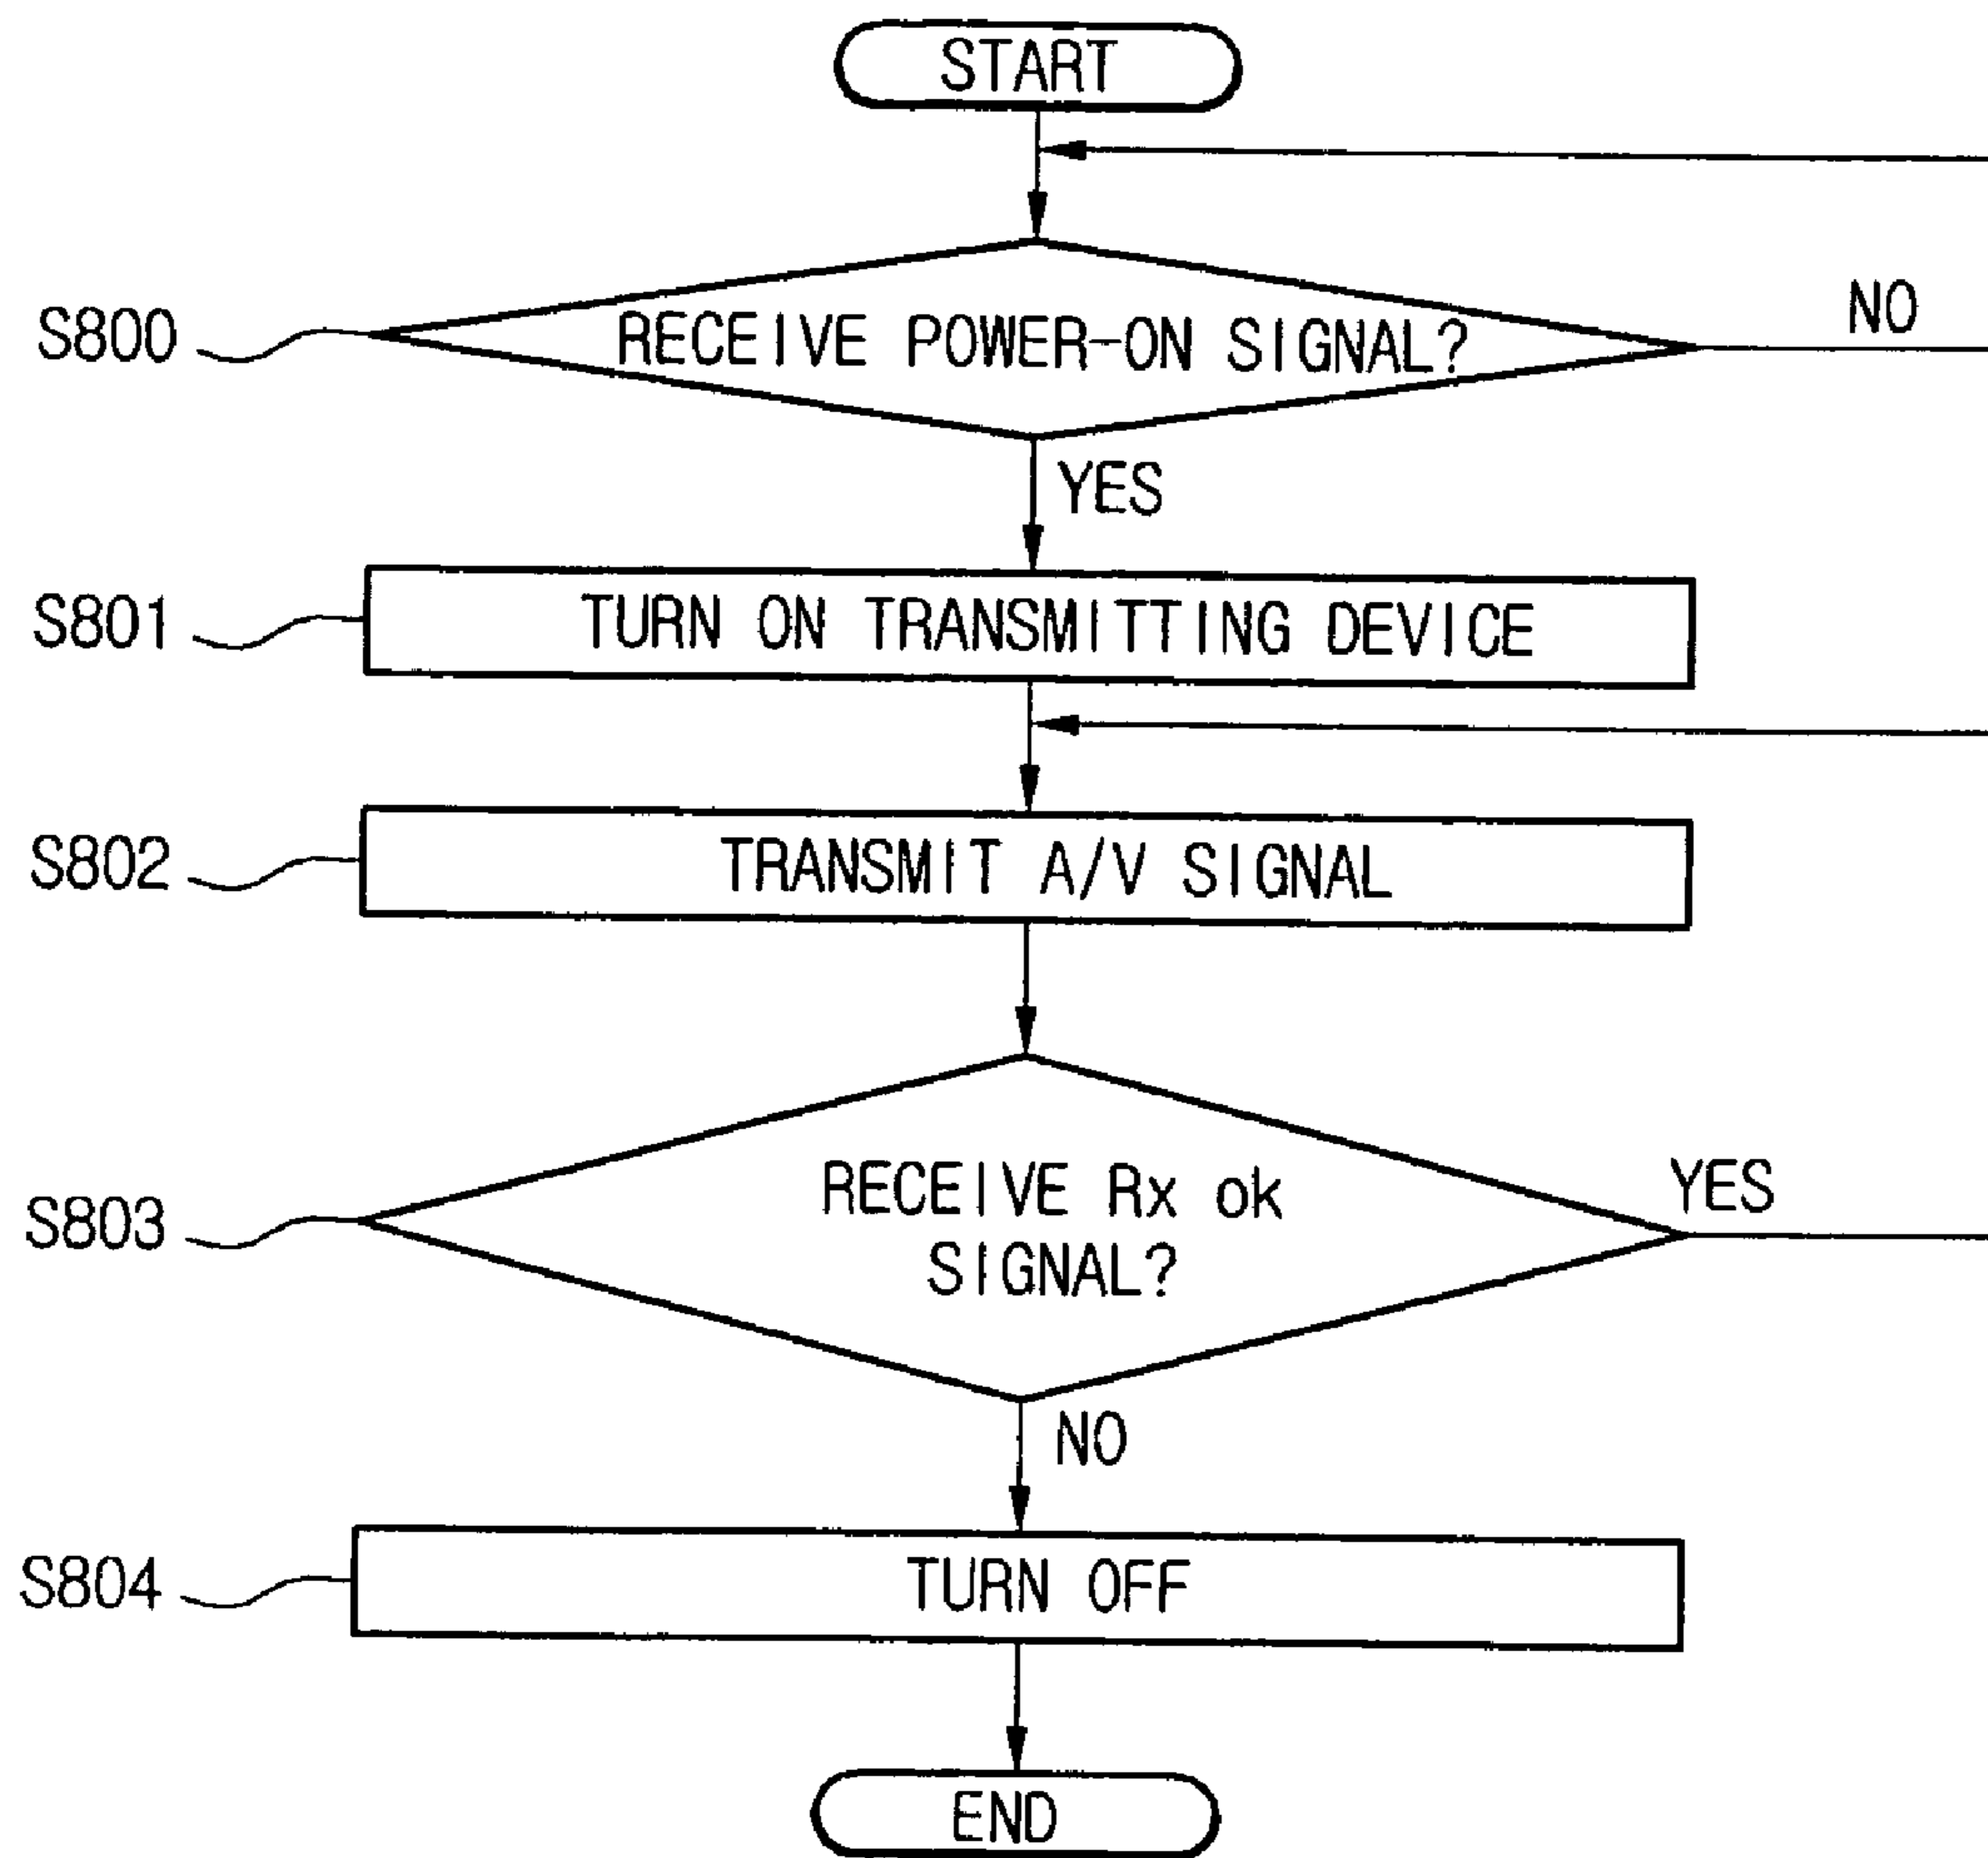 START
S800
RECEIVE POWER-ON SIGNAL?
NO
YES
S801
TURN ON TRANSMITTING DEVICE
S802
TRANSMIT A/V SIGNAL
S803
RECEIVE Rx ok
SIGNAL?
YES
NO
S804
TURN OFF
END